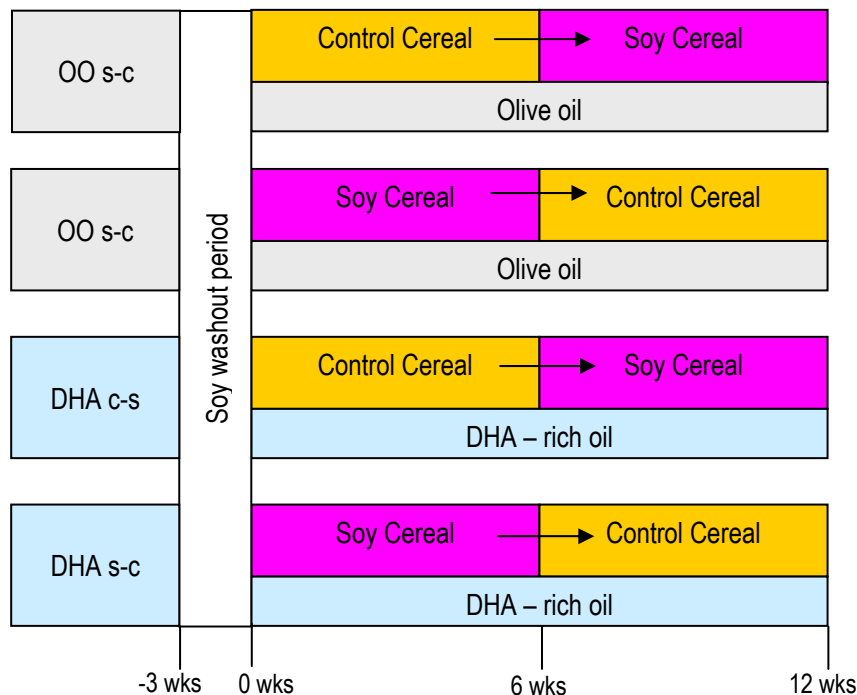 OO s-c
Control Cereal
Soy Cereal
Olive oil
OO s-c
Soy Cereal
Control Cereal
Olive oil
Soy washout period
DHA c-s
Control Cereal
Soy Cereal
DHA – rich oil
DHA s-c
Soy Cereal
Control Cereal
DHA – rich oil
-3 wks
0 wks
6 wks
12 wks